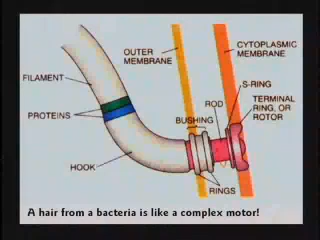 OUTER
MEMBRANE
CYTOPLASMIC
MEMBRANE
FILAMENT
S-RING
TERMINAL
RING, OR
ROTOR
ROD
PROTEINS
BUSHING
HOOK
RINGS
A hair from a bacteria is like a complex motor!